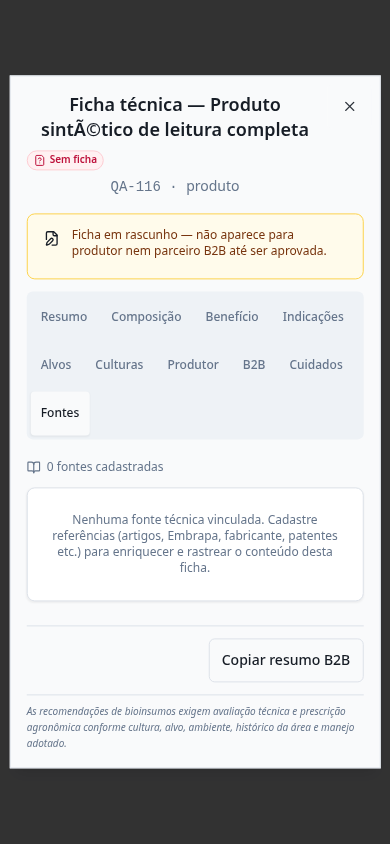 Ficha técnica — Produto
sintÃ©tico de leitura completa
Sem ficha
QA-116 · produto
Ficha em rascunho — não aparece para
produtor nem parceiro B2B até ser aprovada.
Resumo Composição Benefício Indicações
Alvos Culturas Produtor B2B Cuidados
Fontes
0 fontes cadastradas
Nenhuma fonte técnica vinculada. Cadastre
referências (artigos, Embrapa, fabricante, patentes
etc.) para enriquecer e rastrear o conteúdo desta
ficha.
Copiar resumo B2B
As recomendações de bioinsumos exigem avaliação técnica e prescrição
agronômica conforme cultura, alvo, ambiente, histórico da área e manejo
adotado.